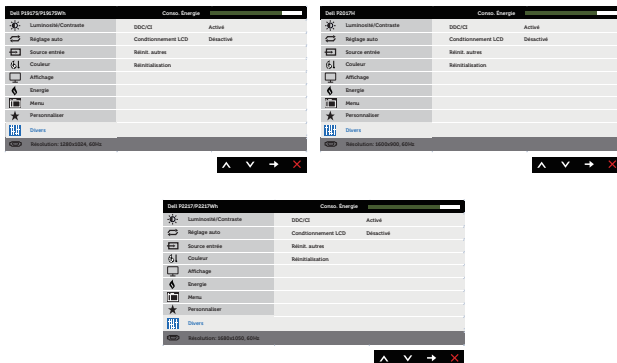 Dell P1917S/P1917SWh Conso. Énergie
Luminosité/Contraste DDC/CI Activé
Réglage auto Condtionnement LCD Désactivé
Source entrée Réinit. autres
Couleur Réinitialisation
Affichage
Energie
Menu
Personnaliser
Divers
Résolution: 1280x1024, 60Hz
Dell P2017H Conso. Énergie
Luminosité/Contraste DDC/CI Activé
Réglage auto Condtionnement LCD Désactivé
Source entrée Réinit. autres
Couleur Réinitialisation
Affichage
Energie
Menu
Personnaliser
Divers
Résolution: 1600x900, 60Hz
Dell P2217/P2217Wh Conso. Énergie
Luminosité/Contraste DDC/CI Activé
Réglage auto Condtionnement LCD Désactivé
Source entrée Réinit. autres
Couleur Réinitialisation
Affichage
Energie
Menu
Personnaliser
Divers
Résolution: 1680x1050, 60Hz